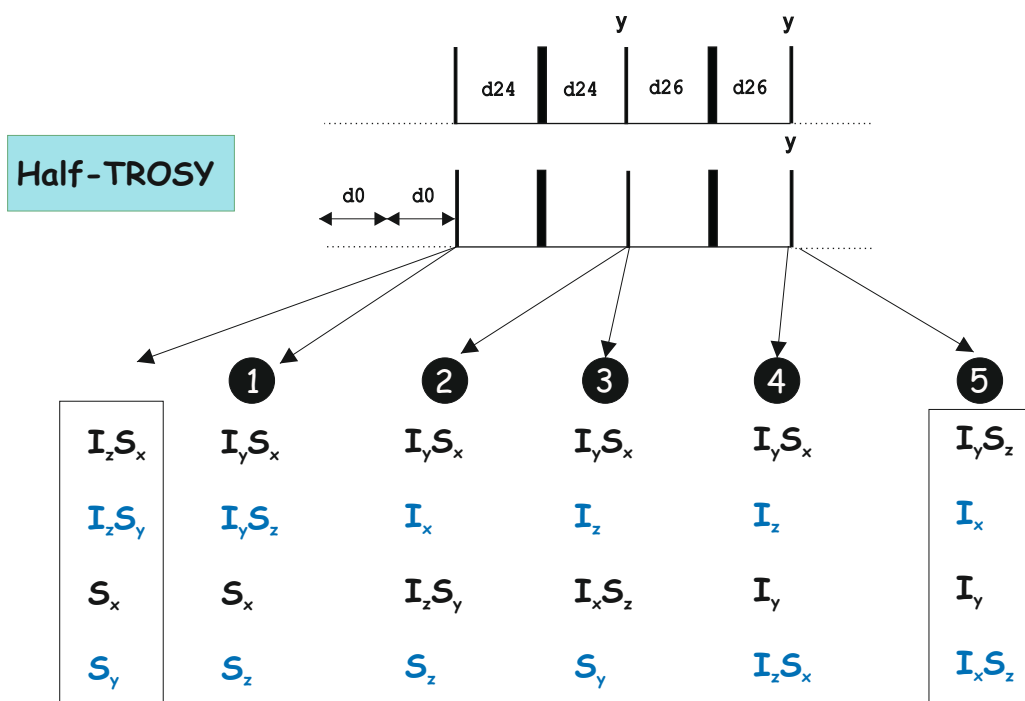 y y
d24 d24 d26 d26
y
Half-TROSY
d0 d0
1 2 3 4 5
IzSx IySx IySx IySx IySx IySz
IzSy IySz Ix Iz Iz Ix
Sx Sx IzSy IxSz Iy Iy
Sy Sz Sz Sy IzSx IxSz